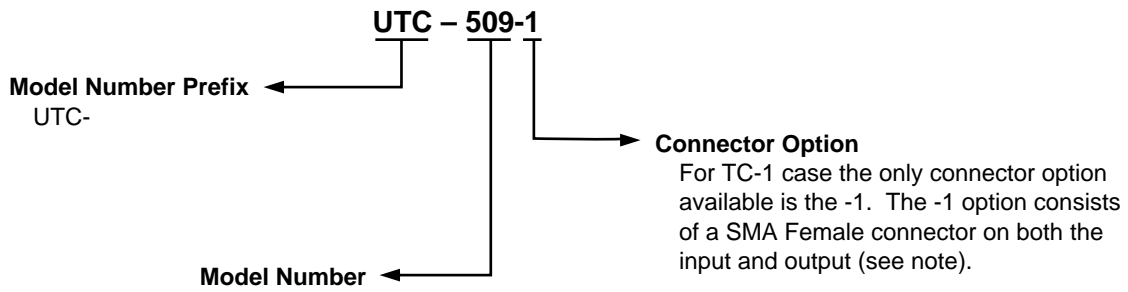 UTC – 509-1
Model Number Prefix
UTC-
Connector Option
For TC-1 case the only connector option
available is the -1.  The -1 option consists
of a SMA Female connector on both the
input and output (see note).
Model Number